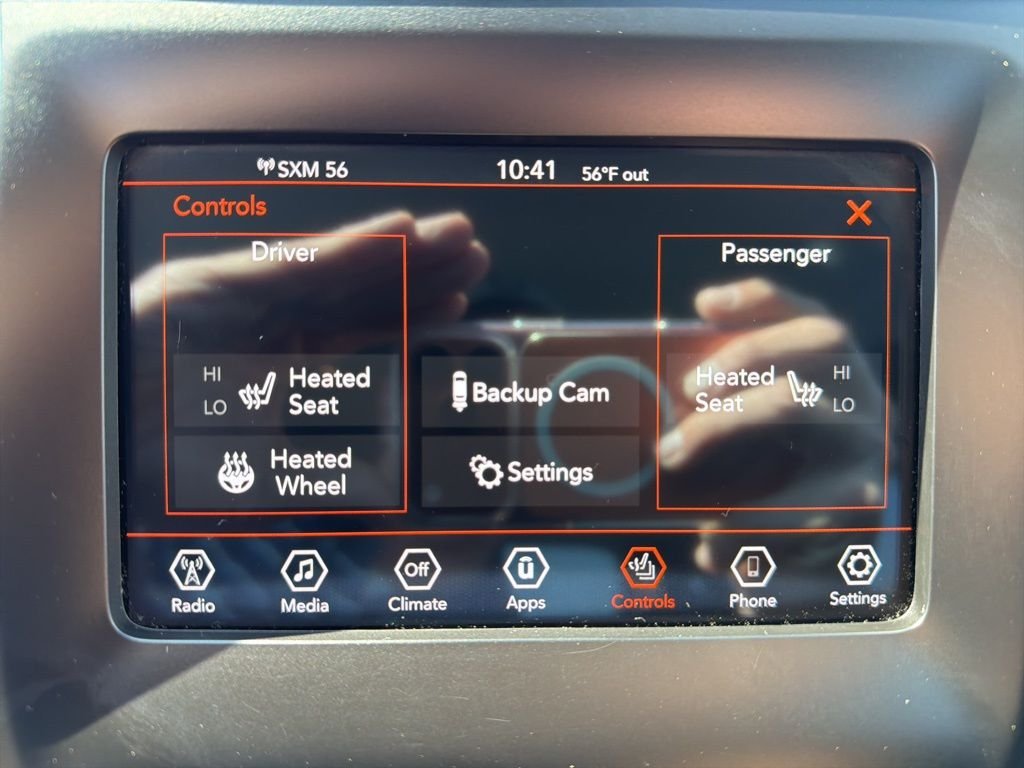 SXM 56 10:41 56°F out
Controls X
Driver
Passenger
HI
LO
Heated
Seat
Backup Cam
Heated
Seat
HI
LO
Heated
Wheel
Settings
Off
u
Radio Media Climate Apps Controls Phone Settings